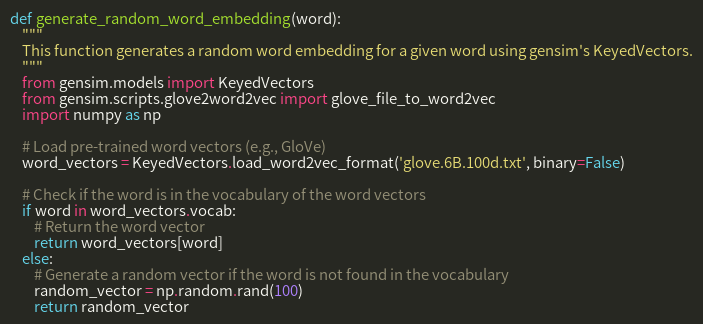 def generate_random_word_embedding(word):
"""
This function generates a random word embedding for a given word using gensim's KeyedVectors.
"""
from gensim.models import KeyedVectors
from gensim.scripts.glove2word2vec import glove_file_to_word2vec
import numpy as np
# Load pre-trained word vectors (e.g., GloVe)
word_vectors = KeyedVectors.load_word2vec_format('glove.6B.100d.txt', binary=False)
# Check if the word is in the vocabulary of the word vectors
if word in word_vectors.vocab:
# Return the word vector
return word_vectors[word]
else:
# Generate a random vector if the word is not found in the vocabulary
random_vector = np.random.rand(100)
return random_vector